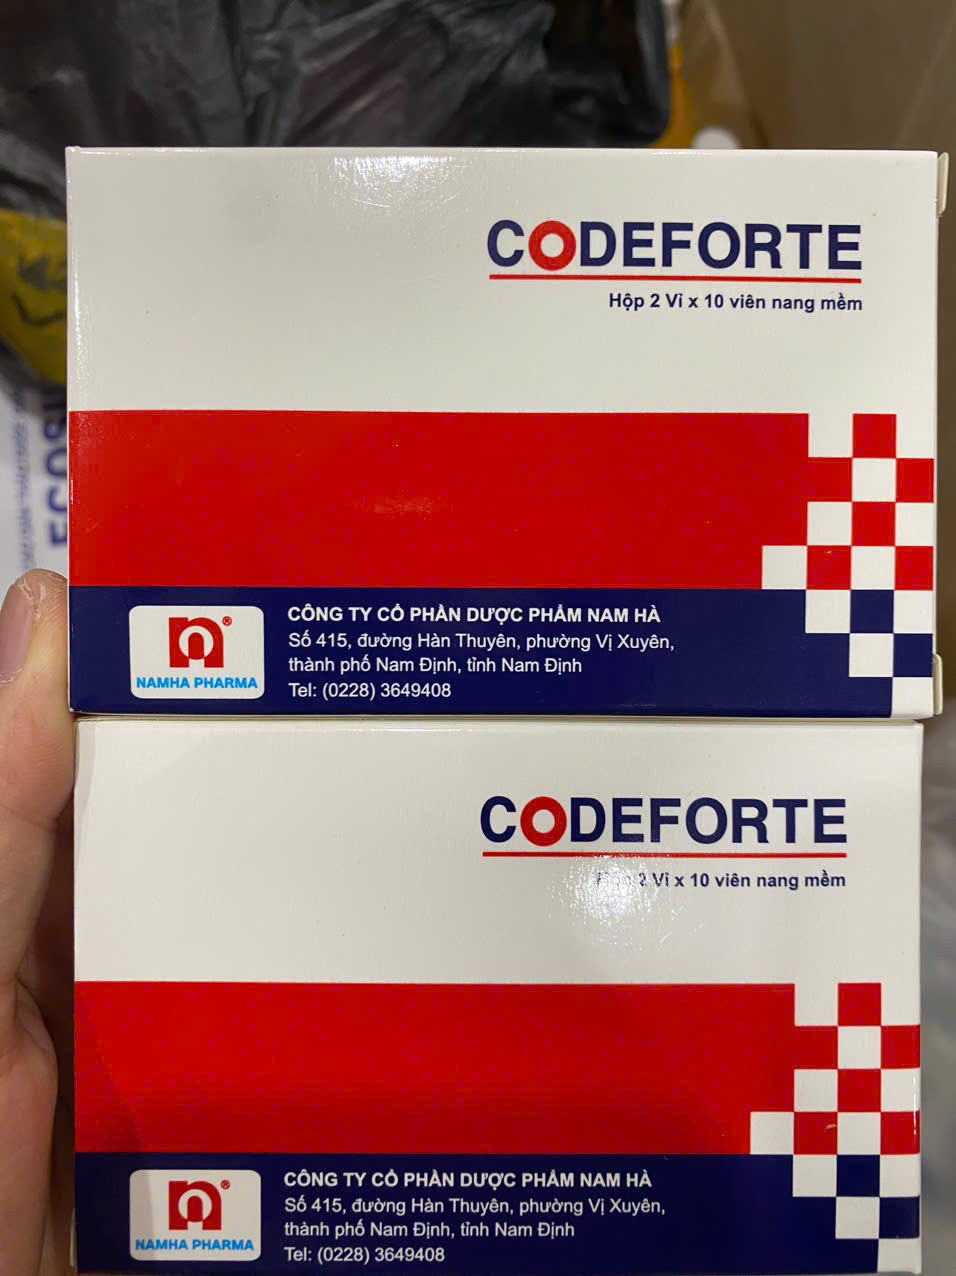 CODEFORTE
Hộp 2 Vỉ x 10 viên nang mềm
n®
NAMHA PHARMA
CÔNG TY CỔ PHẦN DƯỢC PHẨM NAM HÀ
Số 415, đường Hàn Thuyên, phường Vị Xuyên,
thành phố Nam Định, tỉnh Nam Định
Tel: (0228) 3649408
CODEFORTE
Hộp 2 Vỉ x 10 viên nang mềm
n®
NAMHA PHARMA
CÔNG TY CỔ PHẦN DƯỢC PHẨM NAM HÀ
Số 415, đường Hàn Thuyên, phường Vị Xuyên,
thành phố Nam Định, tỉnh Nam Định
Tel: (0228) 3649408